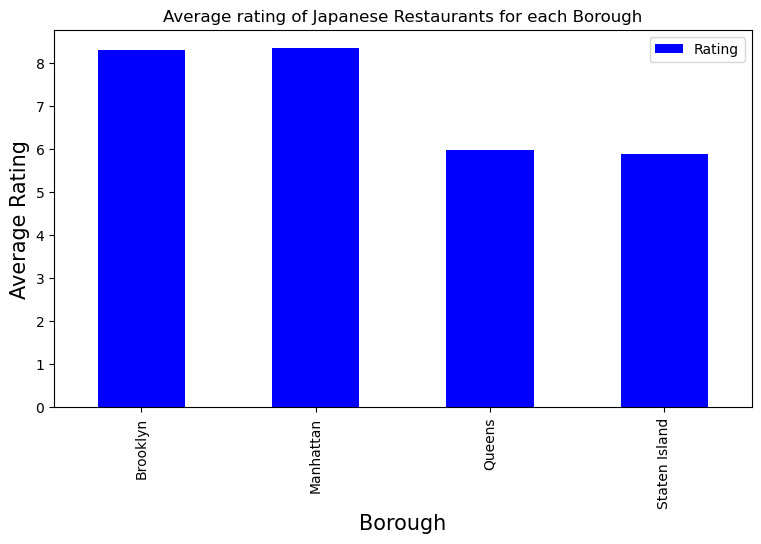 Average rating of Japanese Restaurants for each Borough
Rating
Average Rating
8
7
6
5
4
3
2
1
0
Brooklyn
Manhattan
Queens
Staten Island
Borough